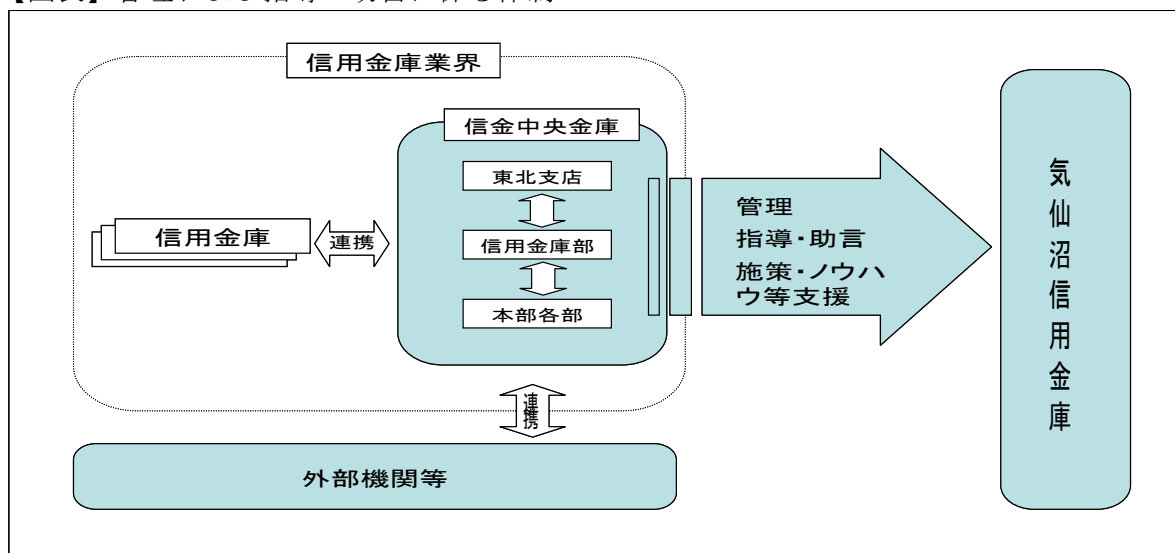 信用金庫業界
信金中央金庫
東北支店
信用金庫
連携
信用金庫部
本部各部
管理
指導・助言
施策・ノウハ
ウ等支援
気仙沼信用金庫
連携
外部機関等